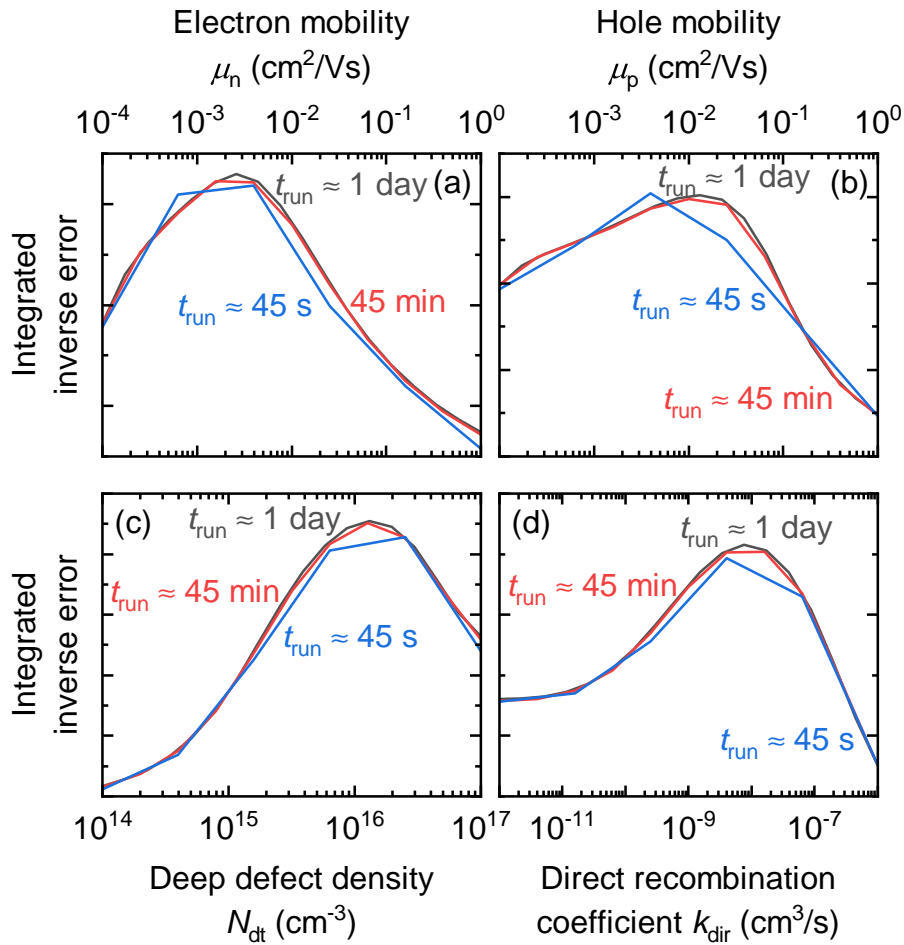 Electron mobility
μn (cm²/Vs)
Hole mobility
μp (cm²/Vs)
10⁻⁴ 10⁻³ 10⁻² 10⁻¹ 10⁰
10⁻³ 10⁻² 10⁻¹ 10⁰
Integrated
inverse error
trun ≈ 1 day (a)
trun ≈ 45 s
45 min
trun ≈ 1 day
(b)
trun ≈ 45 s
trun ≈ 45 min
Integrated
inverse error
(c) trun ≈ 1 day
trun ≈ 45 min
trun ≈ 45 s
(d)
trun ≈ 1 day
trun ≈ 45 min
trun ≈ 45 s
10¹⁴ 10¹⁵ 10¹⁶ 10¹⁷
10⁻¹¹ 10⁻⁹ 10⁻⁷
Deep defect density
Ndt (cm⁻³)
Direct recombination
coefficient kdir (cm³/s)